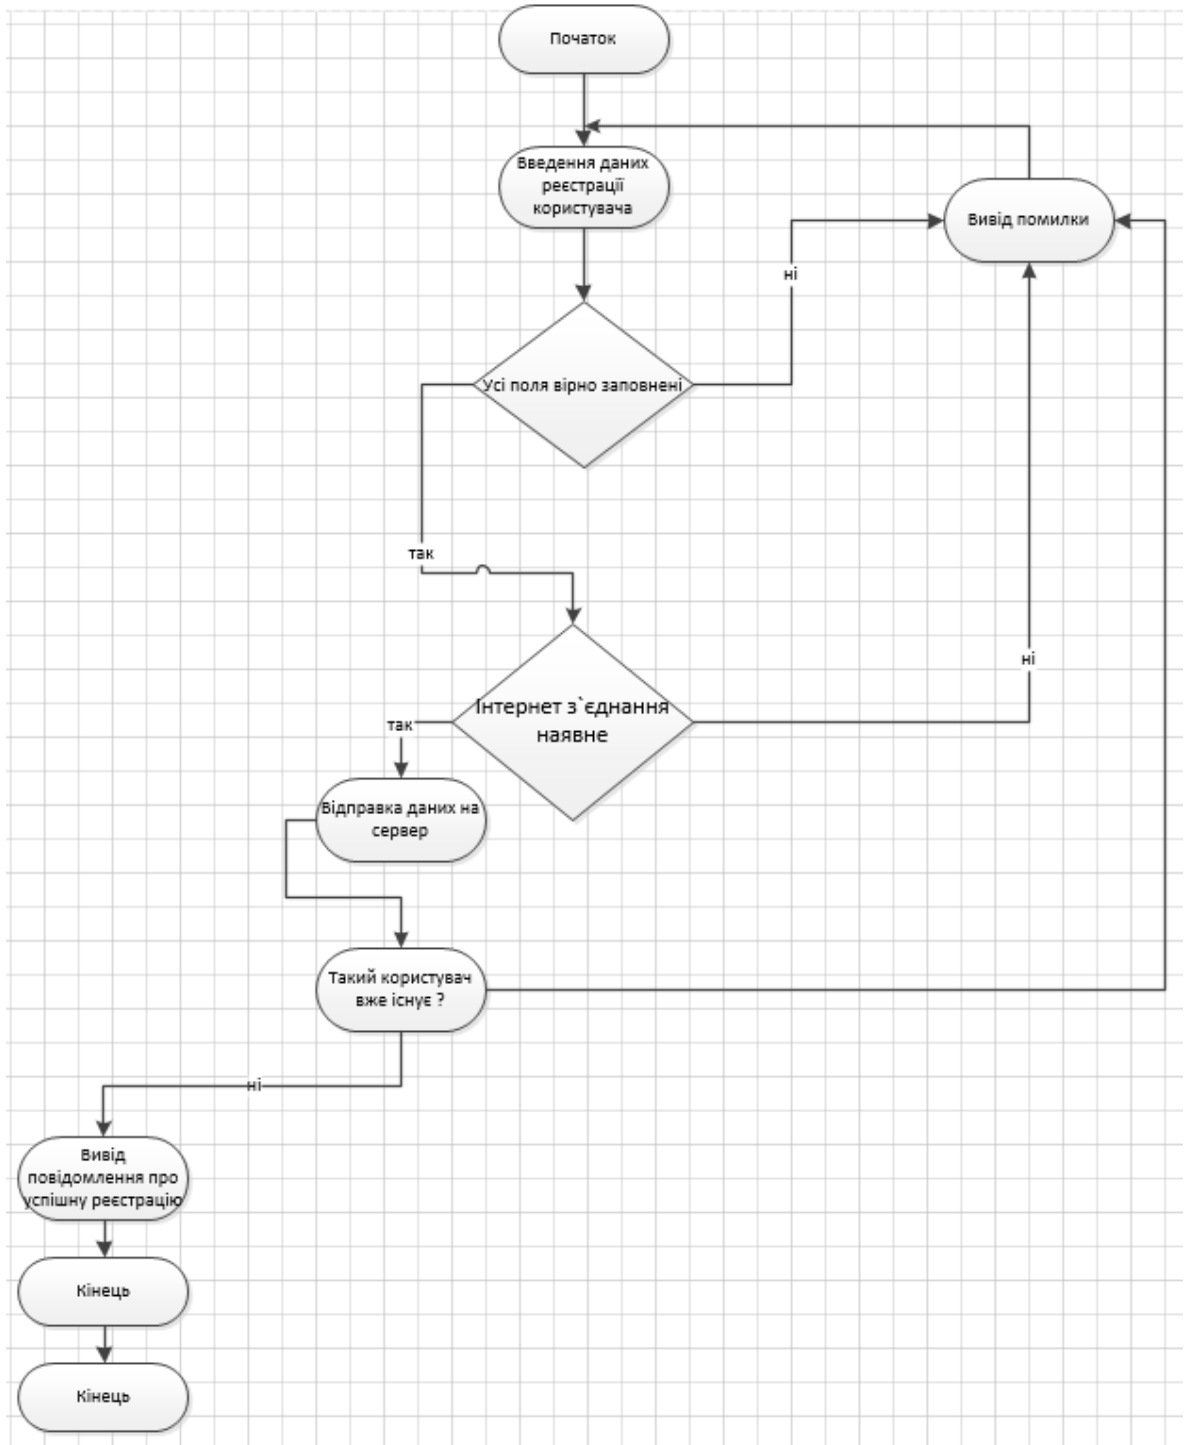 Початок
Введення даних
реєстрації
користувача
Вивід помилки
ні
Усі поля вірно заповнені
так
ні
Інтернет з`єднання
наявне
так
Відправка даних на
сервер
Такий користувач
вже існує ?
ні
Вивід
повідомлення про
успішну реєстрацію
Кінець
Кінець